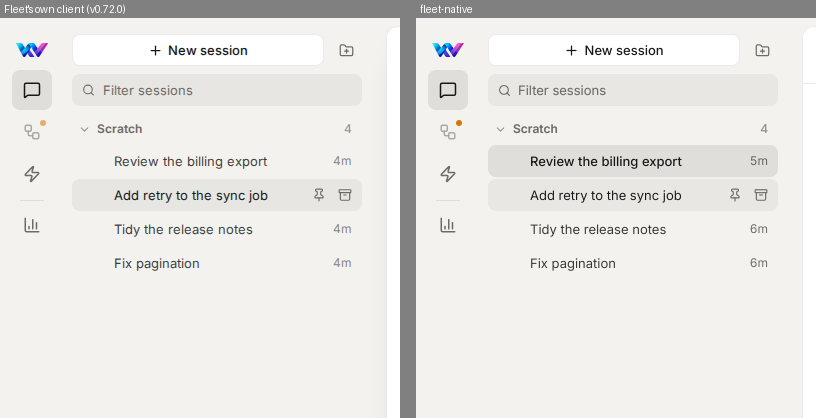 Fleet's own client (v0.72.0)
New session
Filter sessions
Scratch 4
Review the billing export 4m
Add retry to the sync job
Tidy the release notes 4m
Fix pagination 4m
fleet-native
New session
Filter sessions
Scratch 4
Review the billing export 5m
Add retry to the sync job
Tidy the release notes 6m
Fix pagination 6m